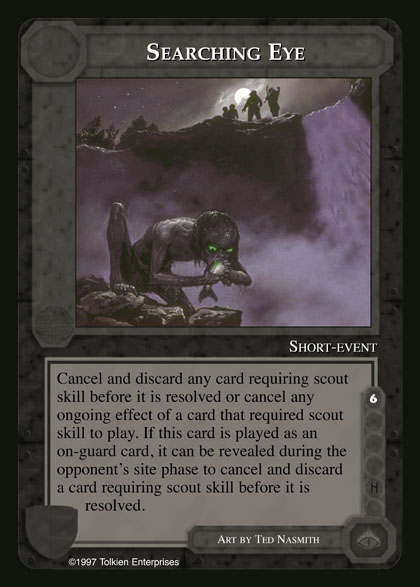 Searching Eye
Short-event
Cancel and discard any card requiring scout
skill before it is resolved or cancel any
ongoing effect of a card that required scout
skill to play. If this card is played as an
on-guard card, it can be revealed during the
opponent's site phase to cancel and discard
a card requiring scout skill before it is
resolved.
6
H
Art by Ted Nasmith
©1997 Tolkien Enterprises